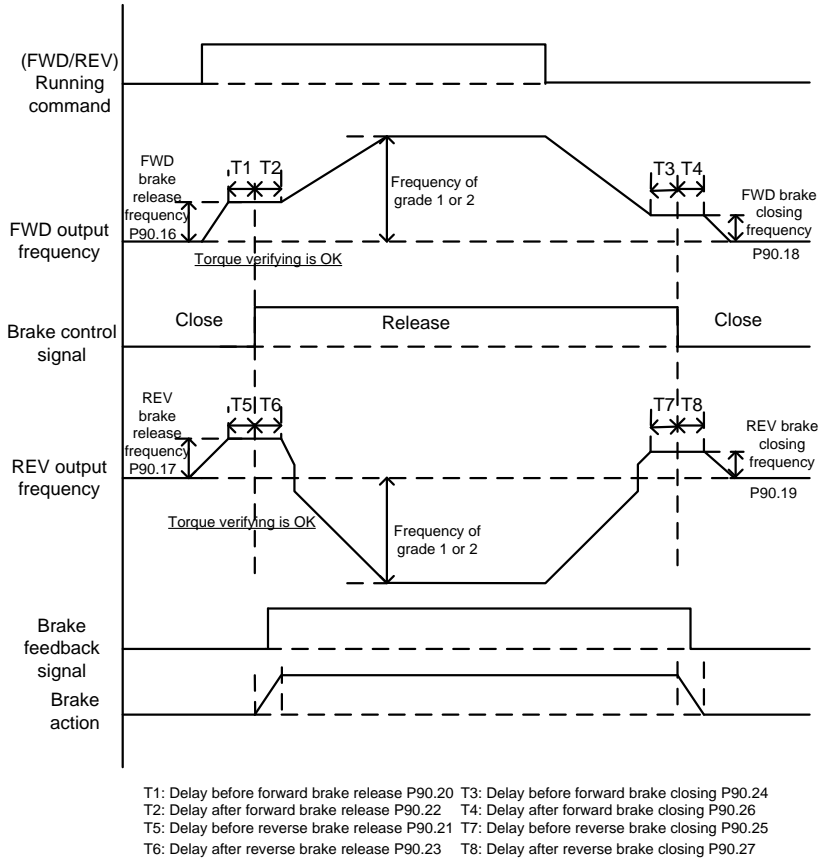 (FWD/REV)
Running
command
FWD
brake
release
frequency
P90.16
T1 T2
T3 T4
Frequency of
grade 1 or 2
FWD brake
closing
frequency
P90.18
FWD output
frequency
Torque verifying is OK
Close
Release
Close
Brake control
signal
REV
brake
release
frequency
P90.17
T5 T6
T7 T8
REV brake
closing
frequency
P90.19
REV output
frequency
Torque verifying is OK
Frequency of
grade 1 or 2
Brake
feedback
signal
Brake
action
T1: Delay before forward brake release P90.20 T3: Delay before forward brake closing P90.24
T2: Delay after forward brake release P90.22 T4: Delay after forward brake closing P90.26
T5: Delay before reverse brake release P90.21 T7: Delay before reverse brake closing P90.25
T6: Delay after reverse brake release P90.23 T8: Delay after reverse brake closing P90.27